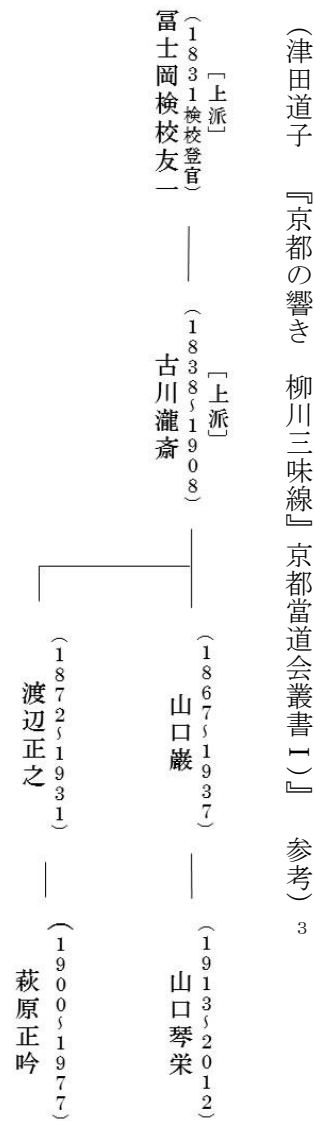 （津田道子　『京都の響き　柳川三味線』京都當道会叢書Ⅰ）』　参考）3
［上派］
（1831検校登官）
冨士岡検校友一
［上派］
（1838~1908）
古川瀧斎
（1867~1937）
山口巖
（1913~2012）
山口琴栄
（1872~1931）
渡辺正之
（1900~1977）
萩原正吟